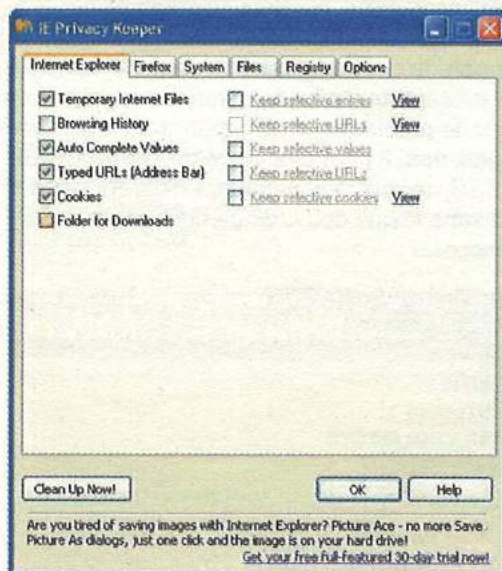 IE Privacy Keeper
Internet Explorer Firefox System Files Registry Options
Temporary Internet Files Keep selective entries View
Browsing History Keep selective URLs View
Auto Complete Values Keep selective values
Typed URLs (Address Bar) Keep selective URLs
Cookies Keep selective cookies View
Folder for Downloads
Clean Up Now! OK Help
Are you tired of saving images with Internet Explorer? Picture Ace - no more Save
Picture As dialogs, just one click and the image is on your hard drive!
Get your free full-featured 30-day trial now!